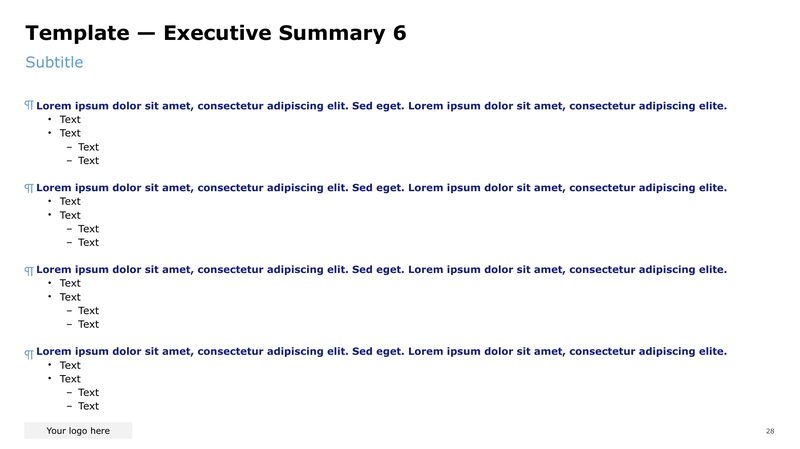 Template — Executive Summary 6
Subtitle
¶ Lorem ipsum dolor sit amet, consectetur adipiscing elit. Sed eget. Lorem ipsum dolor sit amet, consectetur adipiscing elite.
• Text
• Text
– Text
– Text
¶ Lorem ipsum dolor sit amet, consectetur adipiscing elit. Sed eget. Lorem ipsum dolor sit amet, consectetur adipiscing elite.
• Text
• Text
– Text
– Text
¶ Lorem ipsum dolor sit amet, consectetur adipiscing elit. Sed eget. Lorem ipsum dolor sit amet, consectetur adipiscing elite.
• Text
• Text
– Text
– Text
¶ Lorem ipsum dolor sit amet, consectetur adipiscing elit. Sed eget. Lorem ipsum dolor sit amet, consectetur adipiscing elite.
• Text
• Text
– Text
– Text
Your logo here
28